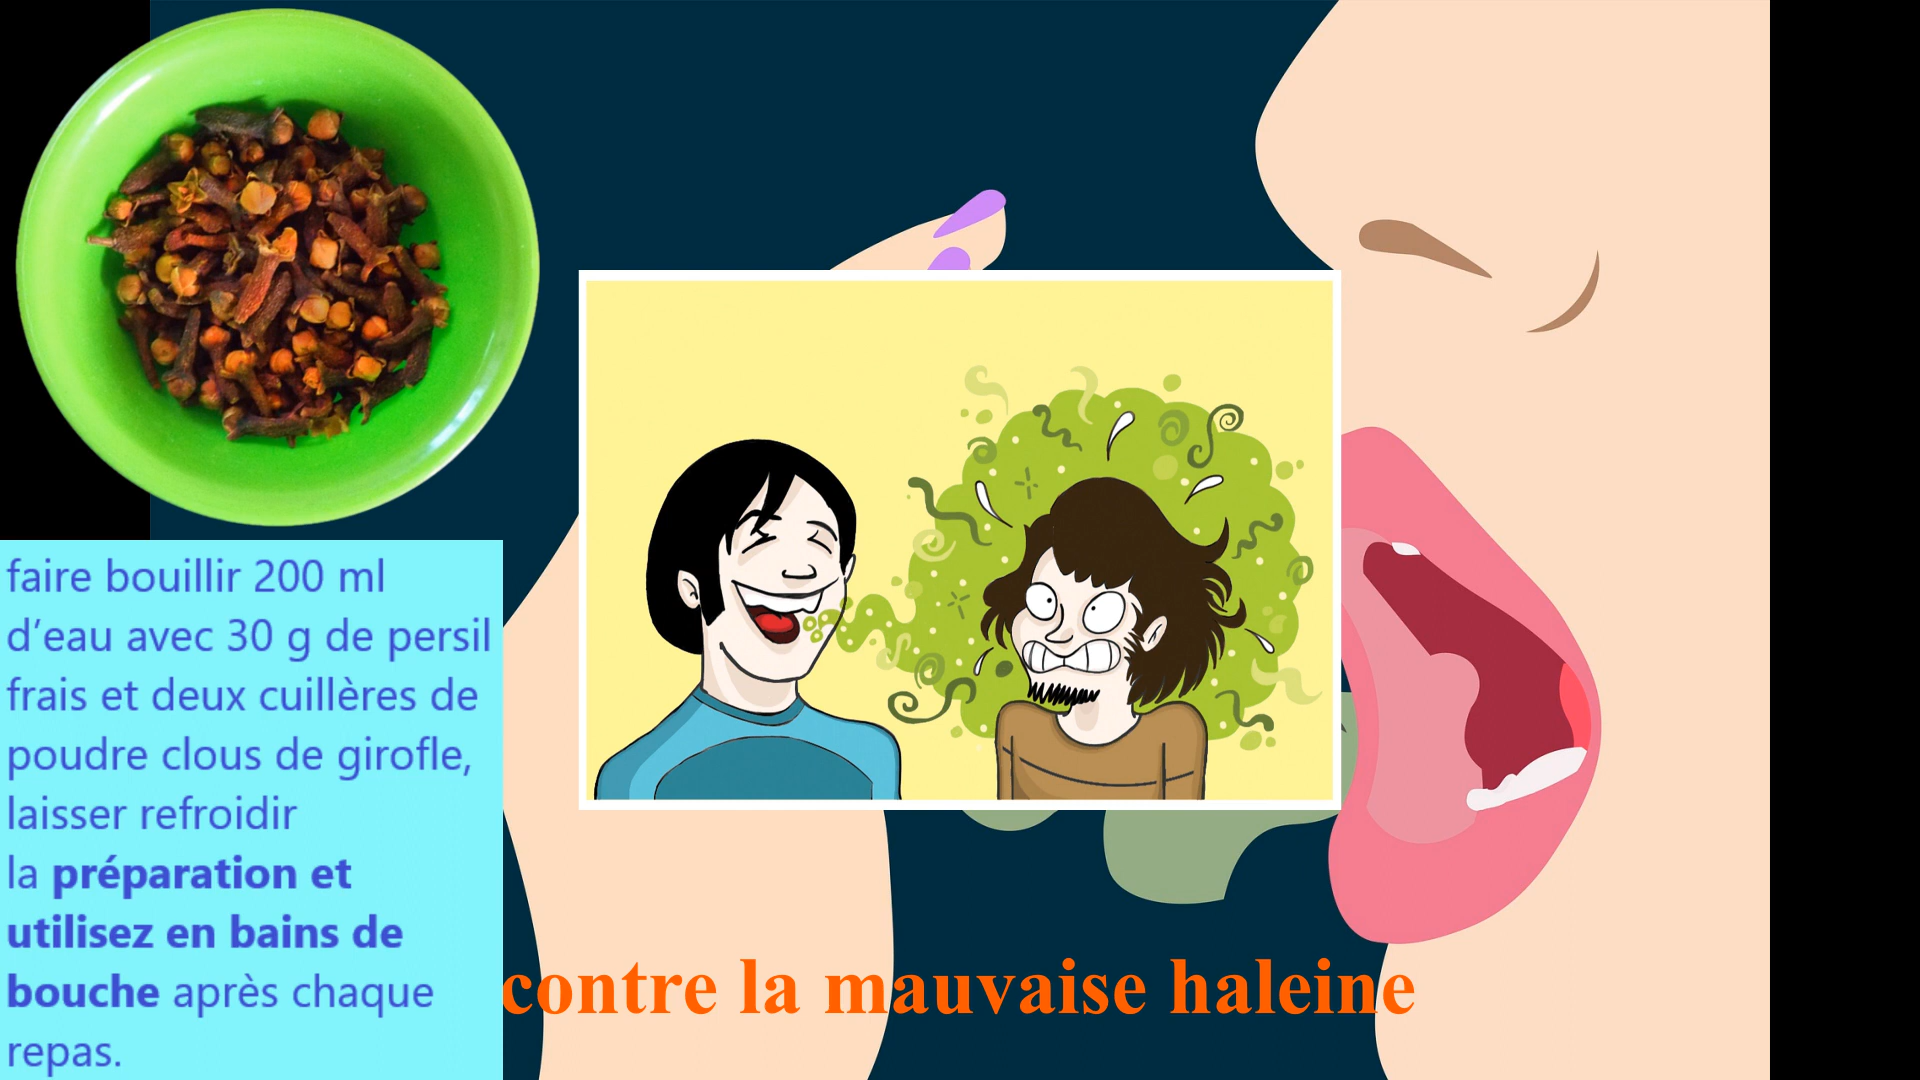 faire bouillir 200 ml
d’eau avec 30 g de persil
frais et deux cuillères de
poudre clous de girofle,
laisser refroidir
la préparation et
utilisez en bains de
bouche après chaque
repas.
contre la mauvaise haleine